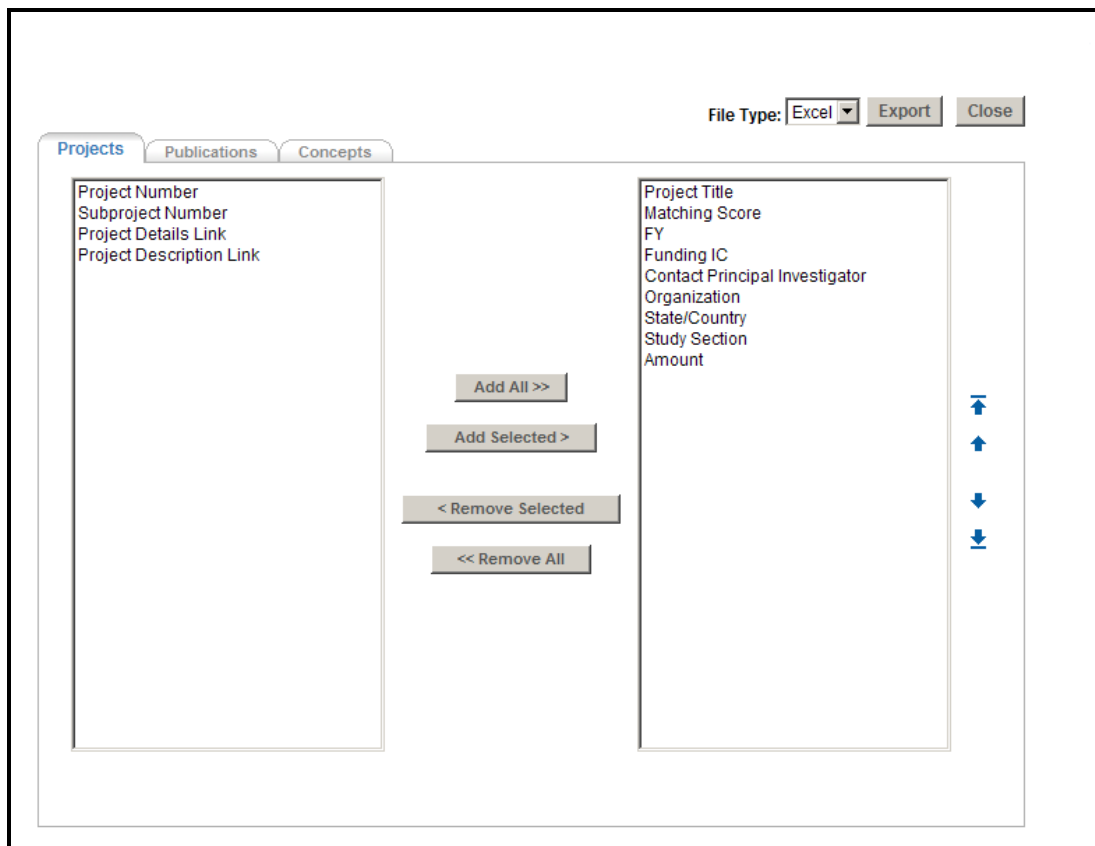 File Type: Excel Export Close
Projects Publications Concepts
Project Number
Subproject Number
Project Details Link
Project Description Link
Add All >>
Add Selected >
< Remove Selected
<< Remove All
Project Title
Matching Score
FY
Funding IC
Contact Principal Investigator
Organization
State/Country
Study Section
Amount